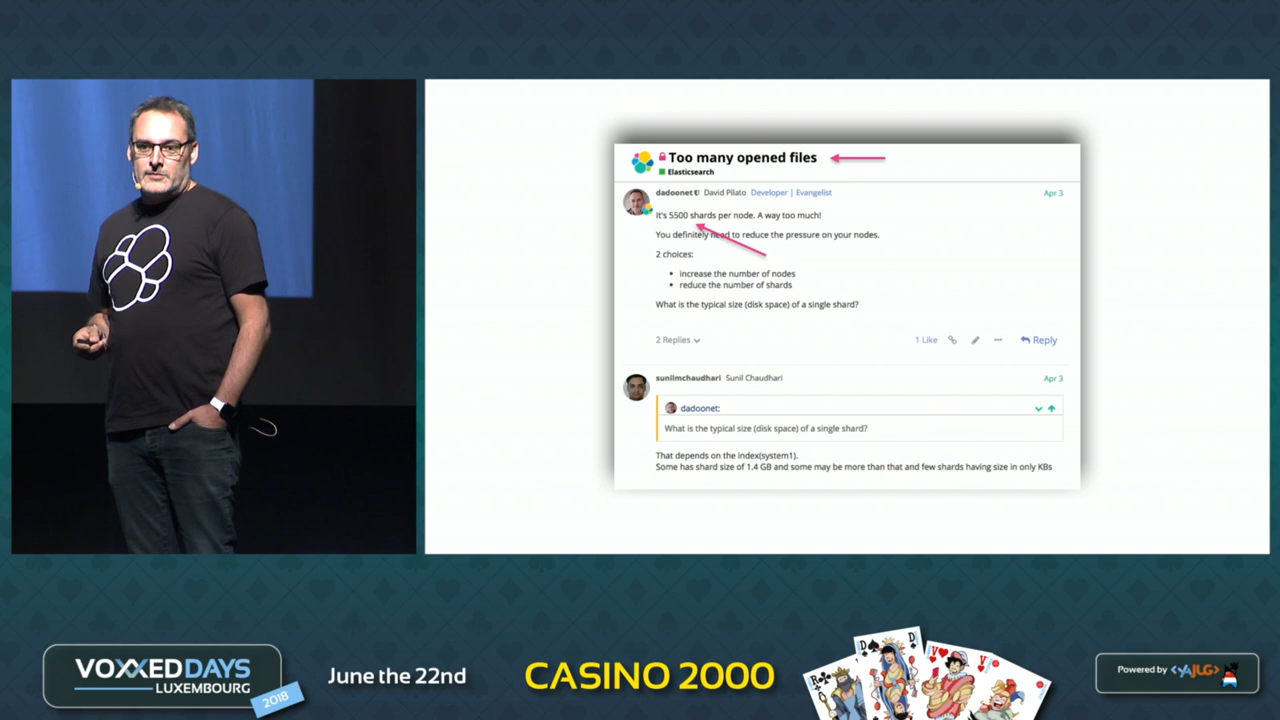 Too many opened files
Elasticsearch
dadoonet David Pilato Developer | Evangelist Apr 3
It's 5500 shards per node. A way too much!
You definitely need to reduce the pressure on your nodes.
2 choices:
increase the number of nodes
reduce the number of shards
What is the typical size (disk space) of a single shard?
2 Replies
1 Like
Reply
sunilmchaudhari Sunil Chaudhari Apr 3
dadoonet:
What is the typical size (disk space) of a single shard?
That depends on the index(system1).
Some has shard size of 1.4 GB and some may be more than that and few shards having size in only KBs
VOXXED DAYS
LUXEMBOURG
2018
June the 22nd
CASINO 2000
R
D D
V V
Powered by <YAJUG>